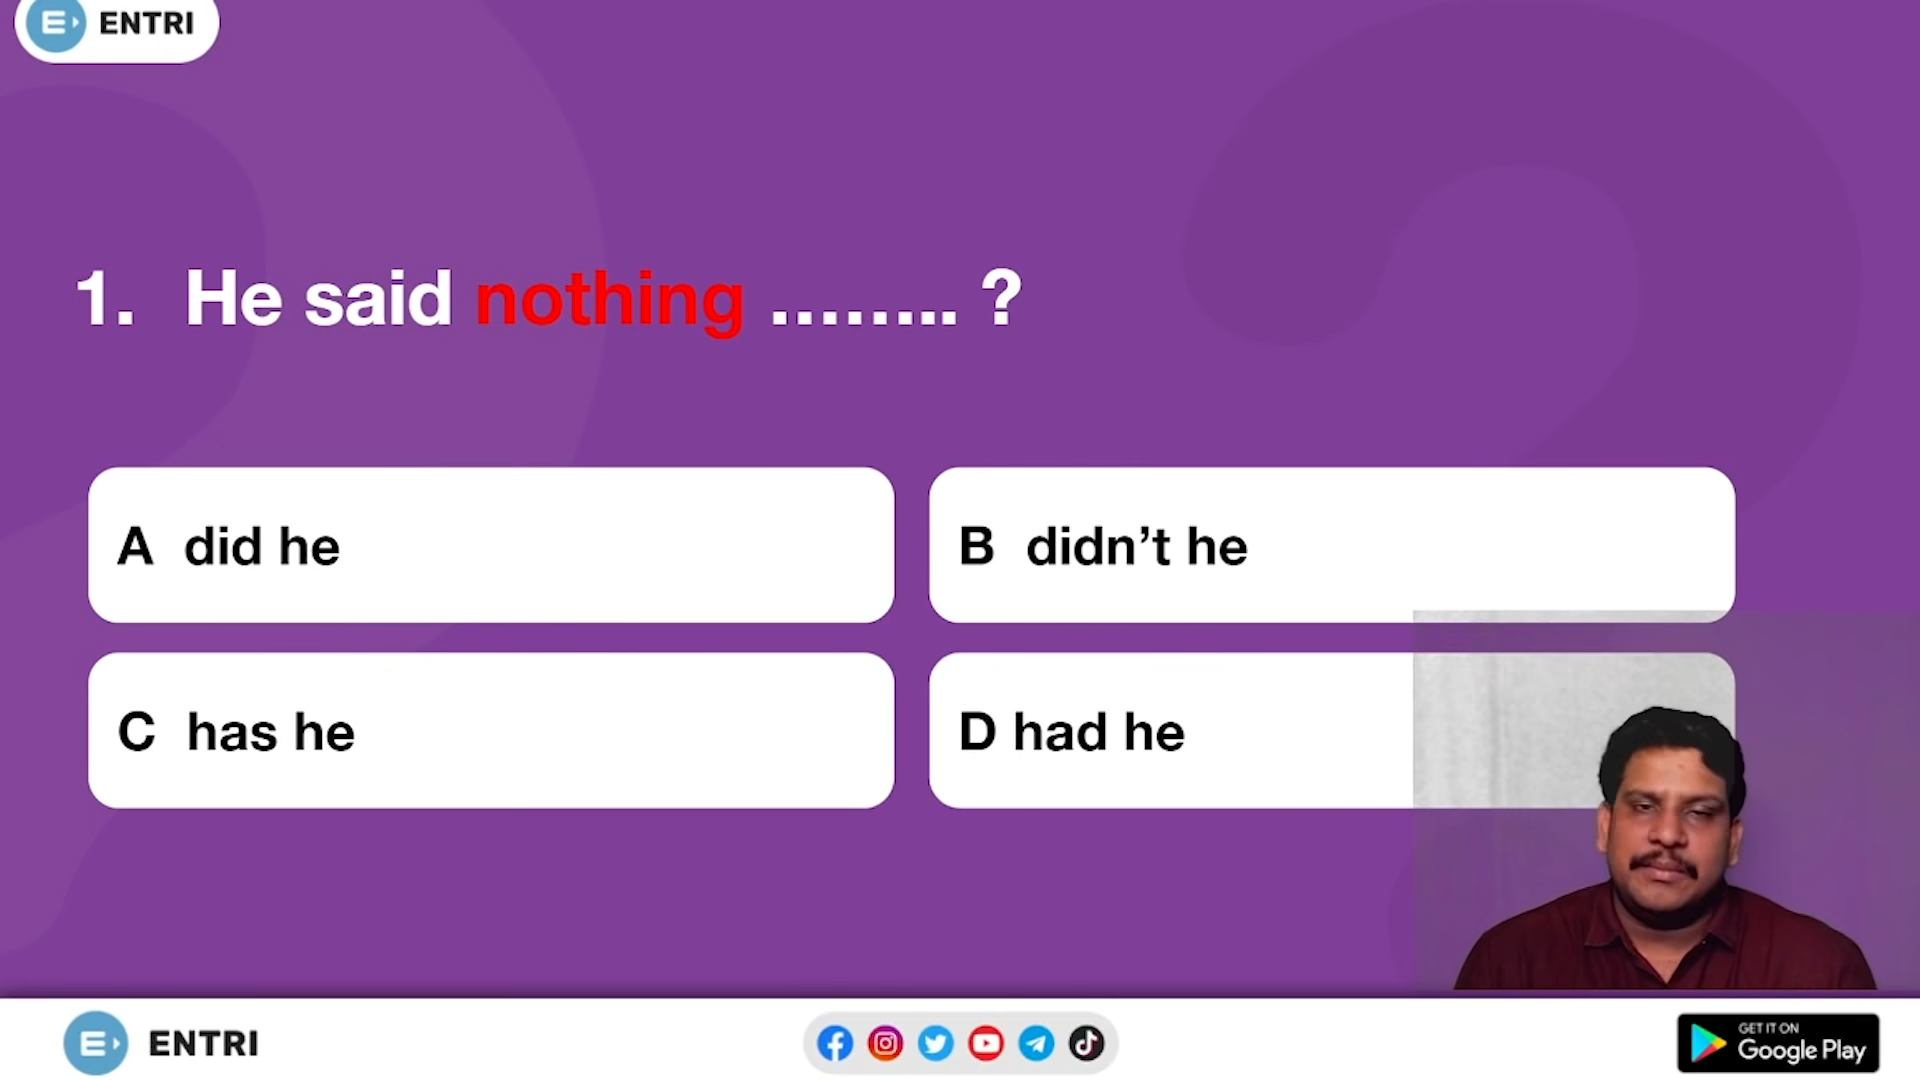 ENTRI
1. He said nothing ........ ?
A did he
B didn’t he
C has he
D had he
ENTRI
GET IT ON
Google Play